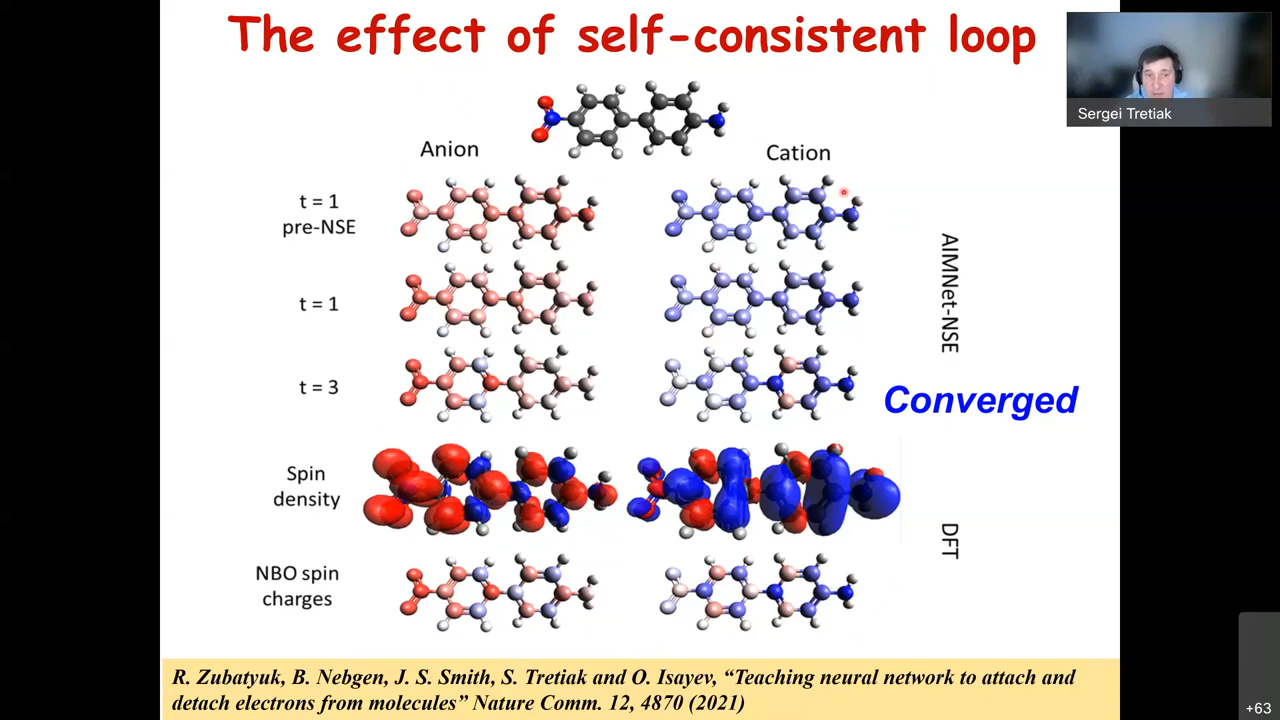 The effect of self-consistent loop
Sergei Tretiak
Anion
Cation
t = 1
pre-NSE
t = 1
t = 3
AIMNet-NSE
Converged
Spin
density
DFT
NBO spin
charges
R. Zubatyuk, B. Nebgen, J. S. Smith, S. Tretiak and O. Isayev, “Teaching neural network to attach and
detach electrons from molecules” Nature Comm. 12, 4870 (2021)
+63